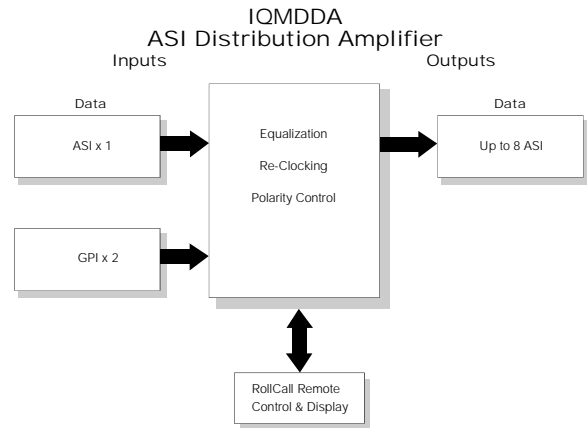 IQMDDA
ASI Distribution Amplifier
Inputs
Outputs
Data
Data
ASI x 1
Equalization
Re-Clocking
Polarity Control
Up to 8 ASI
GPI x 2
RollCall Remote
Control & Display